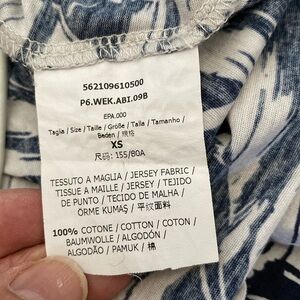 562109610500
P6.WEK.ABI.09B
EPA.000
Taglia / Size / Taille / Größe / Talla / Tamanho /
Beden / 规格
XS
尺码: 155/80A
TESSUTO A MAGLIA / JERSEY FABRIC /
TISSUE A MAILLE / JERSEY / TEJIDO
DE PUNTO / TECIDO DE MALHA /
ÖRME KUMAŞ / 平纹面料
100% COTONE / COTTON / COTON /
BAUMWOLLE / ALGODÓN /
ALGODÃO / PAMUK / 棉